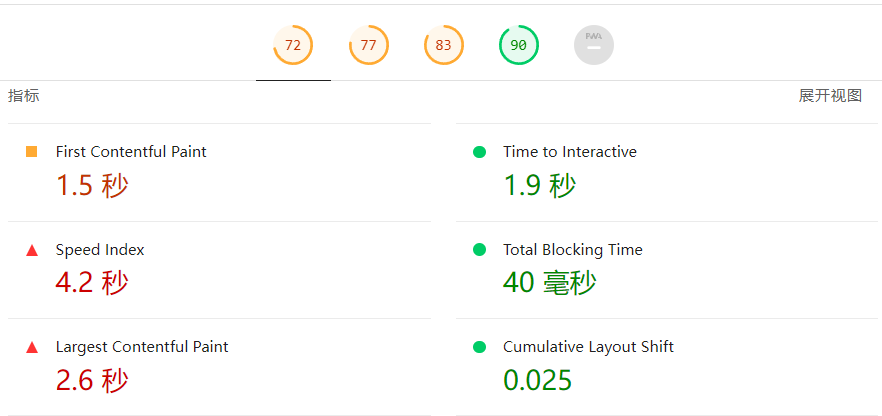 72 77 83 90 PWA
指标 展开视图
First Contentful Paint
1.5 秒
Time to Interactive
1.9 秒
Speed Index
4.2 秒
Total Blocking Time
40 毫秒
Largest Contentful Paint
2.6 秒
Cumulative Layout Shift
0.025